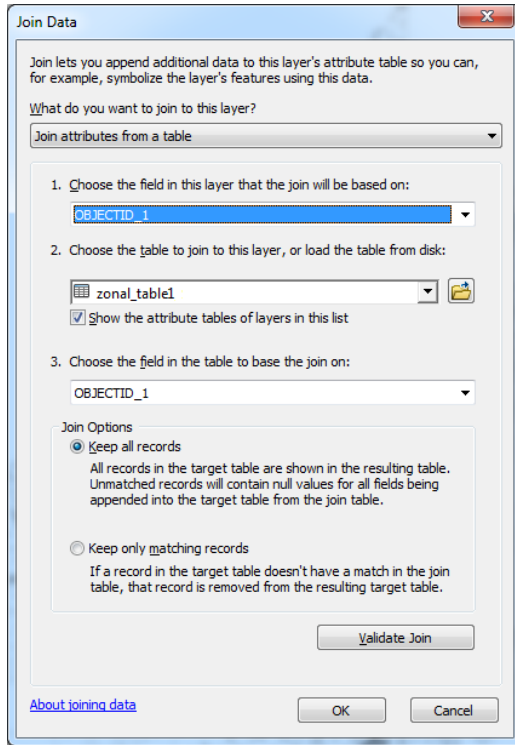 Join Data
Join lets you append additional data to this layer's attribute table so you can,
for example, symbolize the layer's features using this data.
What do you want to join to this layer?
Join attributes from a table
1. Choose the field in this layer that the join will be based on:
OBJECTID_1
2. Choose the table to join to this layer, or load the table from disk:
zonal_table1
Show the attribute tables of layers in this list
3. Choose the field in the table to base the join on:
OBJECTID_1
Join Options
Keep all records
All records in the target table are shown in the resulting table.
Unmatched records will contain null values for all fields being
appended into the target table from the join table.
Keep only matching records
If a record in the target table doesn't have a match in the join
table, that record is removed from the resulting target table.
Validate Join
About joining data
OK
Cancel